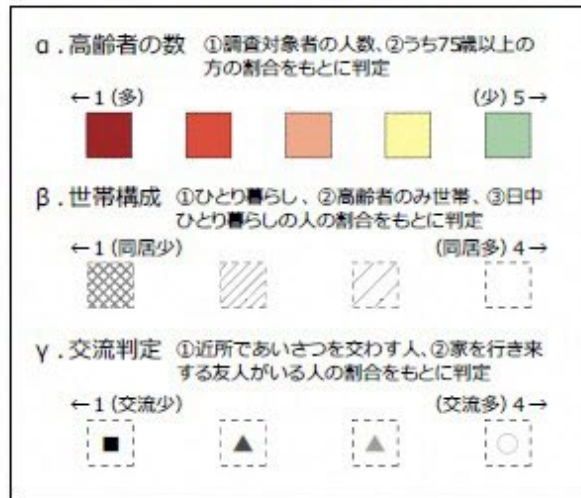 α.高齢者の数 ①調査対象者の人数、②うち75歳以上の
方の割合をもとに判定
←1(多) (少)5→
β.世帯構成 ①ひとり暮らし、②高齢者のみ世帯、③日中
ひとり暮らしの人の割合をもとに判定
←1(同居少) (同居多)4→
γ.交流判定 ①近所であいさつを交わす人、②家を行き来
する友人がいる人の割合をもとに判定
←1(交流少) (交流多)4→